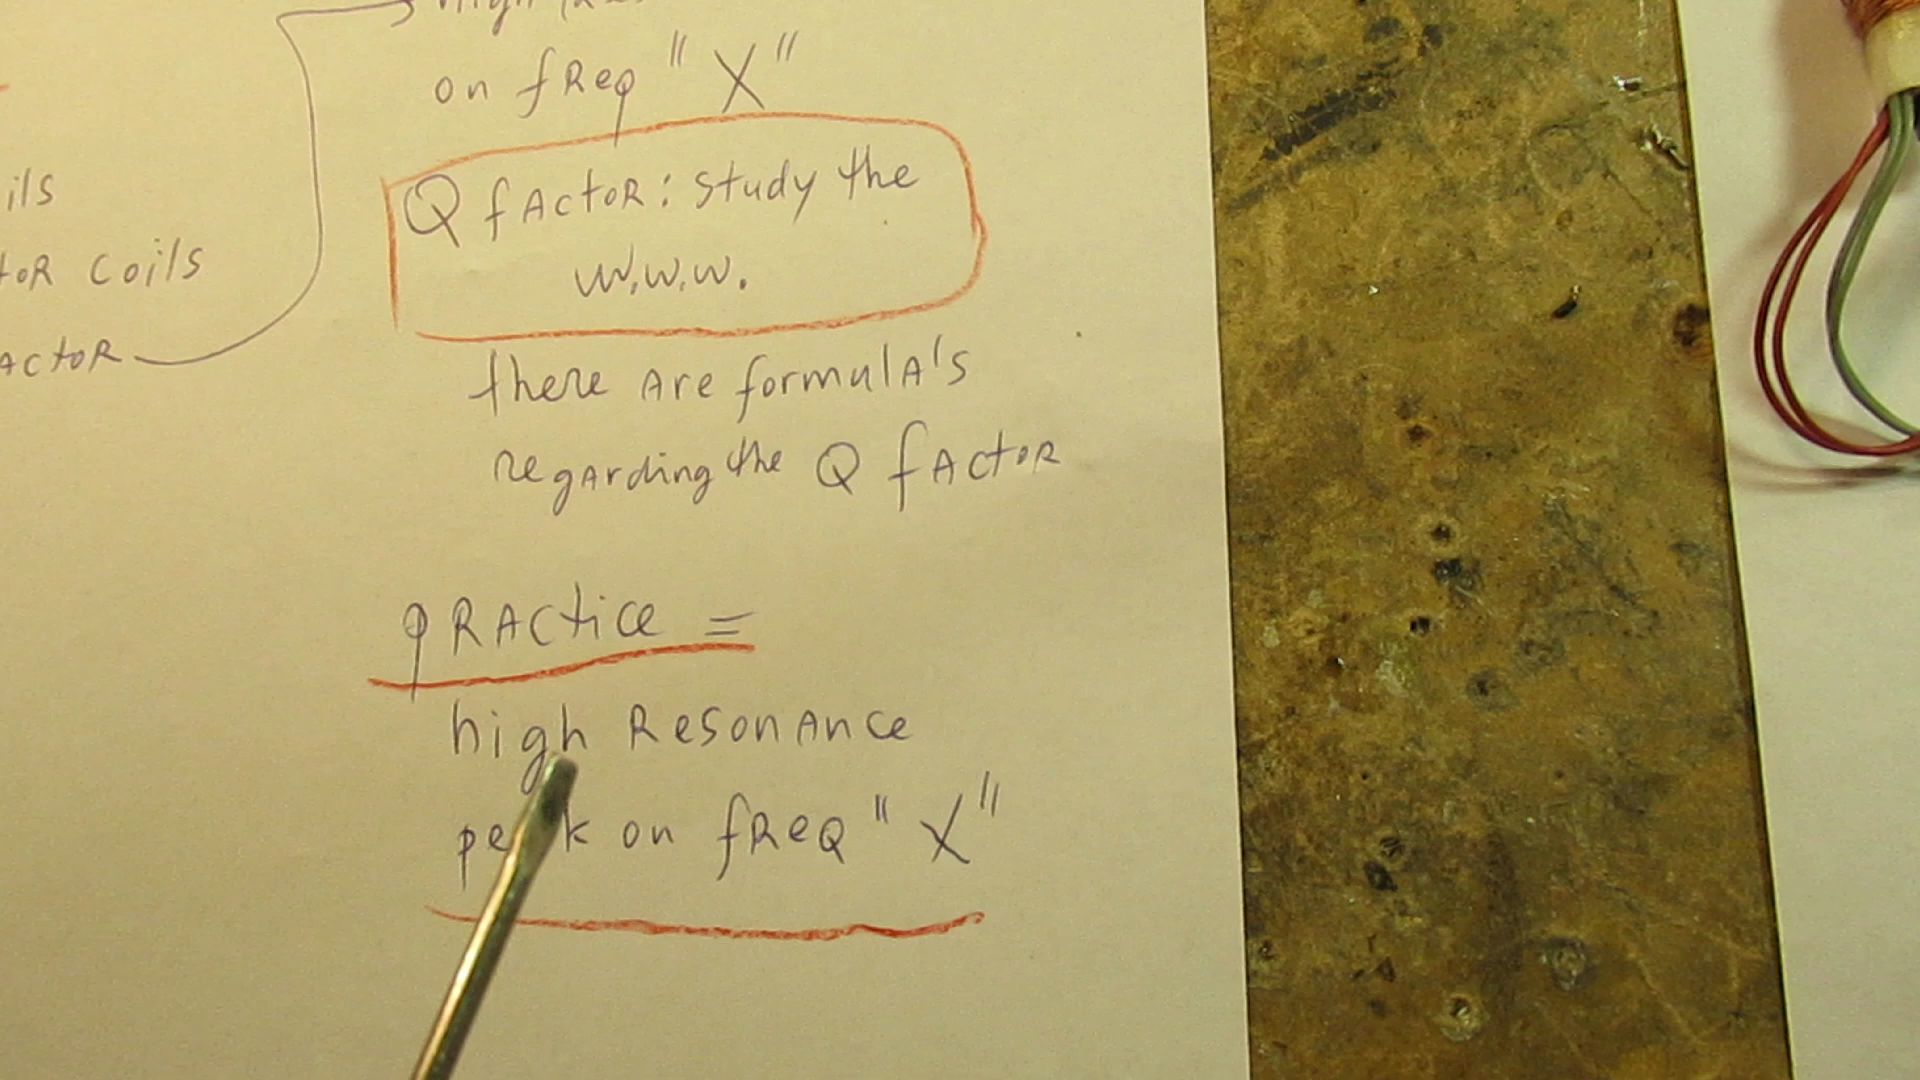 high
on freq "X"
Q factor: study the
w.w.w.
there are formula's
regarding the Q factor
ils
tor coils
actor
practice =
high resonance
peak on freq "X"